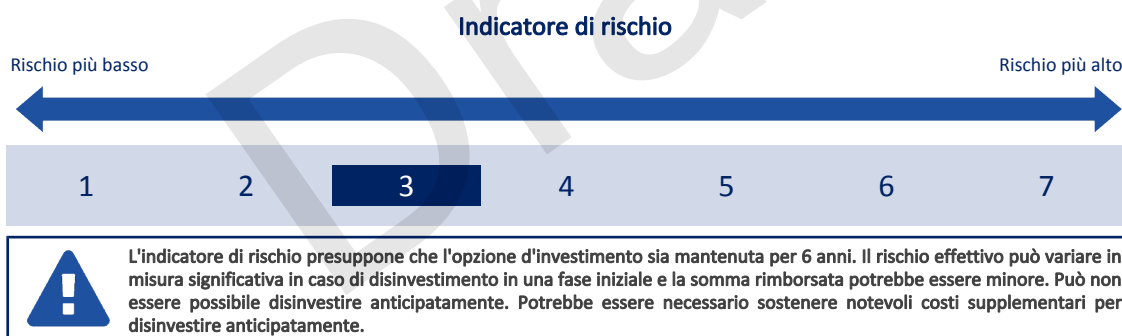 Indicatore di rischio
Rischio più basso
Rischio più alto
1 2 3 4 5 6 7
L'indicatore di rischio presuppone che l'opzione d'investimento sia mantenuta per 6 anni. Il rischio effettivo può variare in
misura significativa in caso di disinvestimento in una fase iniziale e la somma rimborsata potrebbe essere minore. Può non
essere possibile disinvestire anticipatamente. Potrebbe essere necessario sostenere notevoli costi supplementari per
disinvestire anticipatamente.